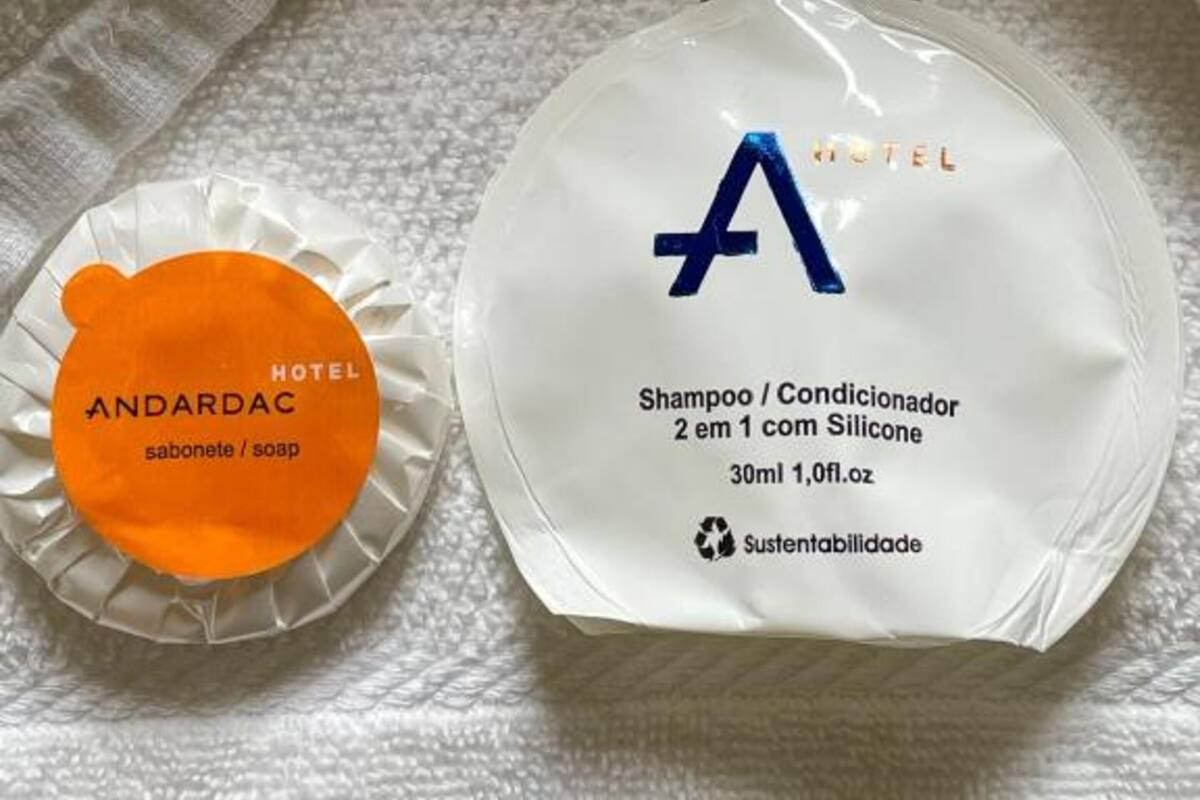 HOTEL
ANDARDAC
sabonete / soap
A HOTEL
Shampoo / Condicionador
2 em 1 com Silicone
30ml 1,0fl.oz
Sustentabilidade